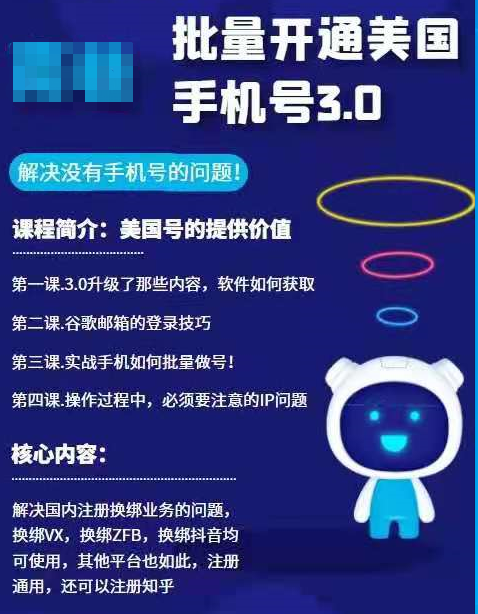 批量开通美国
手机号3.0
解决没有手机号的问题!
课程简介：美国号的提供价值
第一课.3.0升级了那些内容，软件如何获取
第二课.谷歌邮箱的登录技巧
第三课.实战手机如何批量做号!
第四课.操作过程中，必须要注意的IP问题
核心内容：
解决国内注册换绑业务的问题，
换绑VX，换绑ZFB，换绑抖音均
可使用，其他平台也如此，注册
通用，还可以注册知乎